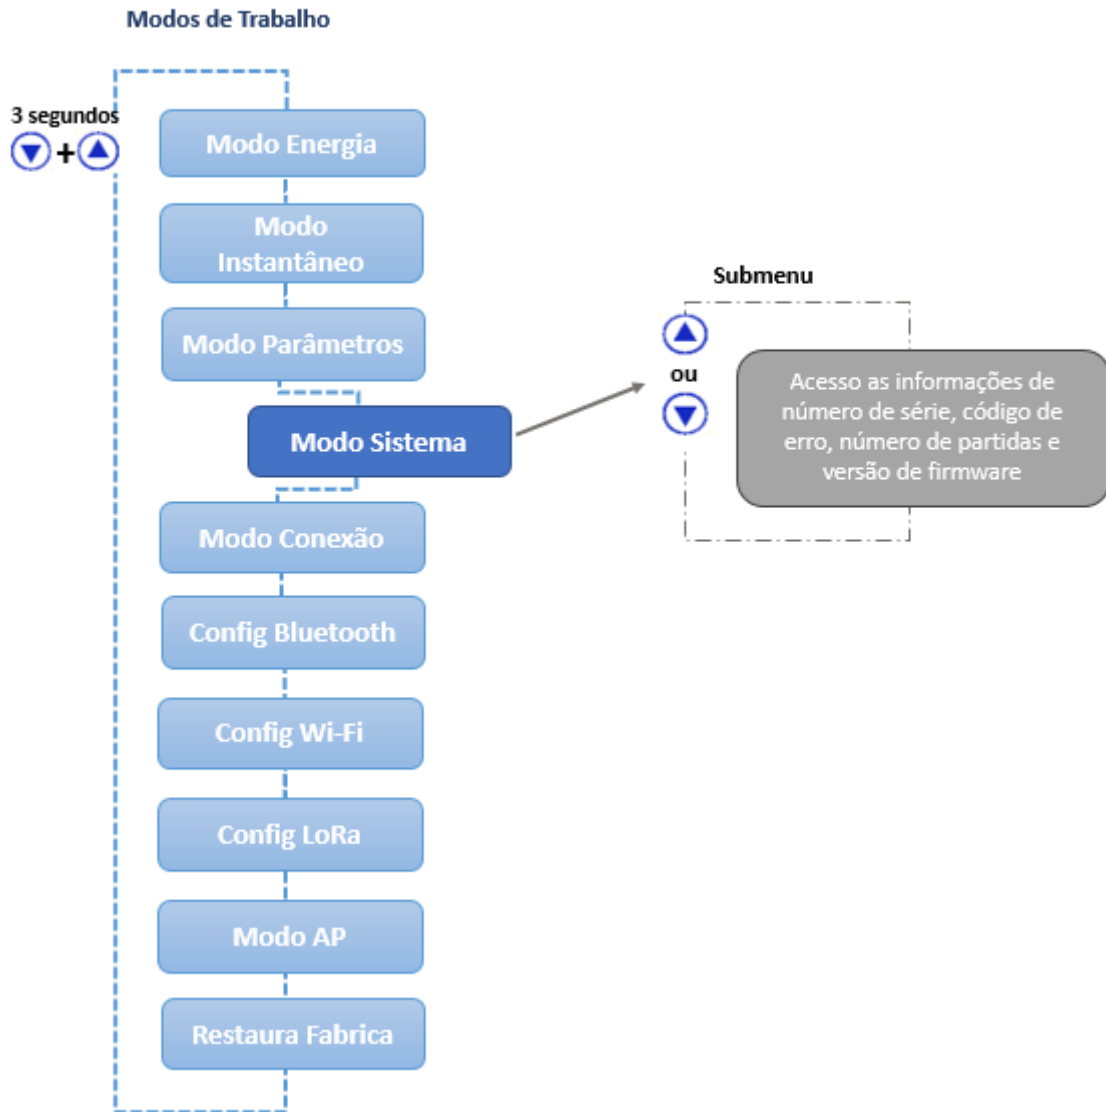 Modos de Trabalho
3 segundos
+
Modo Energia
Modo
Instantâneo
Modo Parâmetros
Modo Sistema
Modo Conexão
Config Bluetooth
Config Wi-Fi
Config LoRa
Modo AP
Restaura Fabrica
Submenu
ou
Acesso as informações de
número de série, código de
erro, número de partidas e
versão de firmware